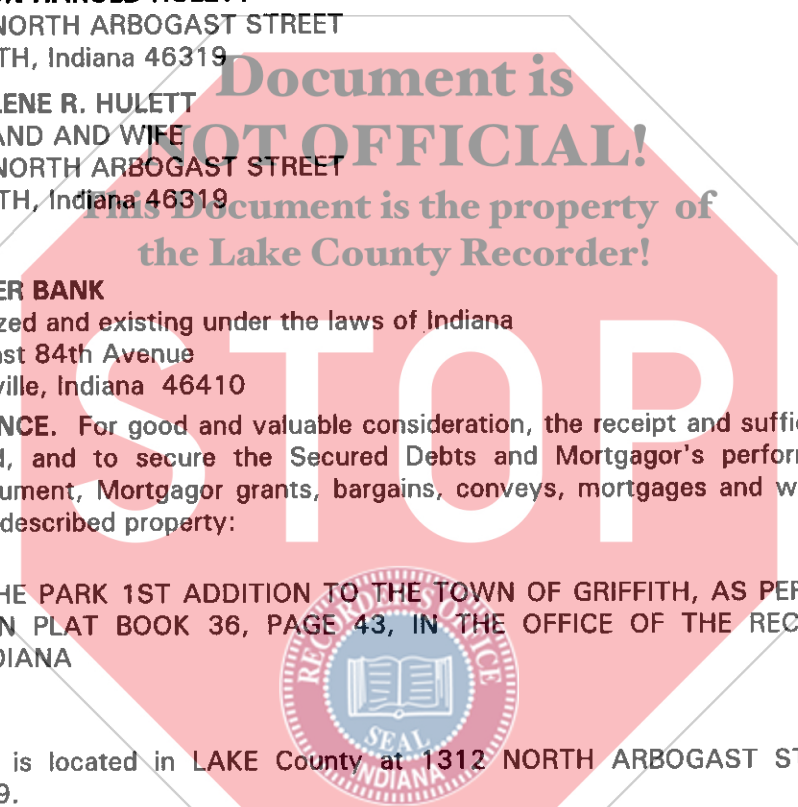 HAROLD HULETT
NORTH ARBOGAST STREET
TH, Indiana 46319
Document is
LENE R. HULETT
AND AND WIFE
NOT OFFICIAL!
NORTH ARBOGAST STREET
TH, Indiana 46319
This Document is the property of
the Lake County Recorder!
ER BANK
zed and existing under the laws of Indiana
st 84th Avenue
ville, Indiana 46410
STOP
NCE. For good and valuable consideration, the receipt and suffic
, and to secure the Secured Debts and Mortgagor's perform
ument, Mortgagor grants, bargains, conveys, mortgages and w
described property:
HE PARK 1ST ADDITION TO THE TOWN OF GRIFFITH, AS PER
N PLAT BOOK 36, PAGE 43, IN THE OFFICE OF THE REC
DIANA
RECORDER'S OFFICE
SEAL
INDIANA
is located in LAKE County at 1312 NORTH ARBOGAST ST
9.